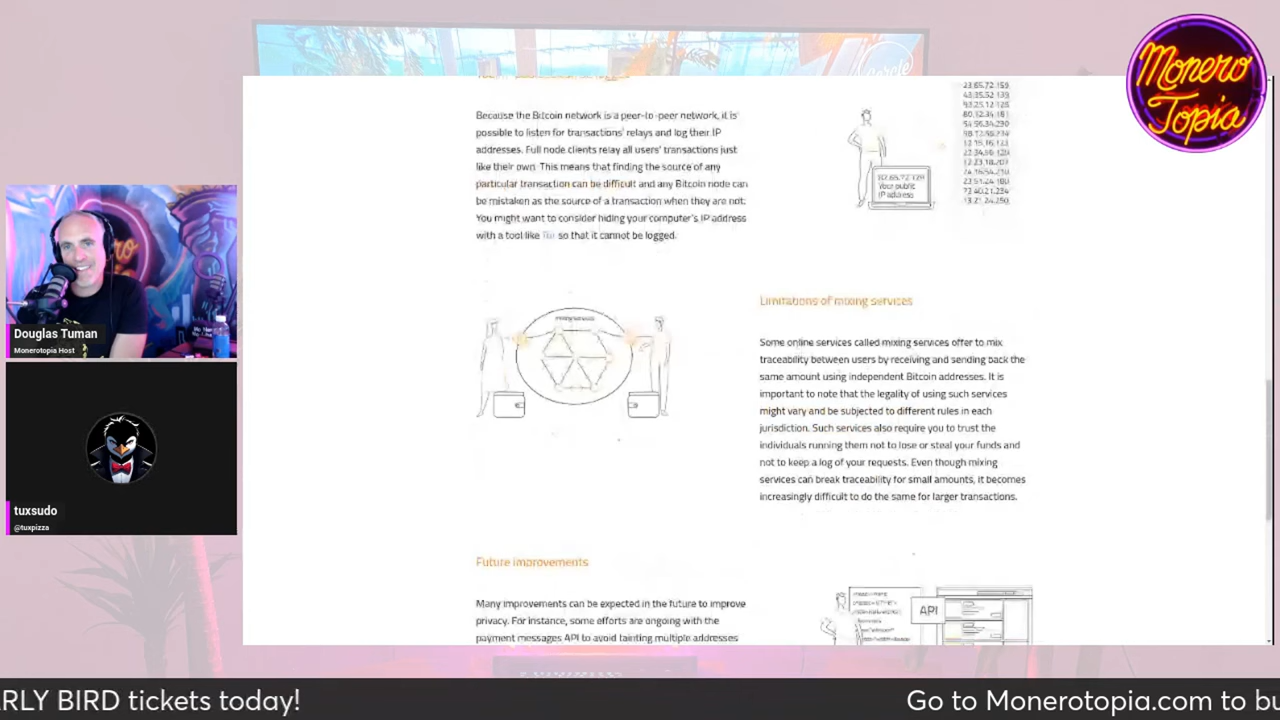 Monero
Topia
Because the Bitcoin network is a peer-to-peer network, it is
possible to listen for transactions' relays and log their IP
addresses. Full node clients relay all users' transactions just
like their own. This means that finding the source of any
particular transaction can be difficult and any Bitcoin node can
be mistaken as the source of a transaction when they are not.
You might want to consider hiding your computer's IP address
with a tool like Tor so that it cannot be logged.
Your public
IP address
Limitations of mixing services
Some online services called mixing services offer to mix
traceability between users by receiving and sending back the
same amount using independent Bitcoin addresses. It is
important to note that the legality of using such services
might vary and be subjected to different rules in each
jurisdiction. Such services also require you to trust the
individuals running them not to lose or steal your funds and
not to keep a log of your requests. Even though mixing
services can break traceability for small amounts, it becomes
increasingly difficult to do the same for larger transactions.
Future improvements
Many improvements can be expected in the future to improve
privacy. For instance, some efforts are ongoing with the
payment messages API to avoid tainting multiple addresses
API
Douglas Tuman
Monerotopia Host
tuxsudo
@tuxpizza
ARLY BIRD tickets today!
Go to Monerotopia.com to bu